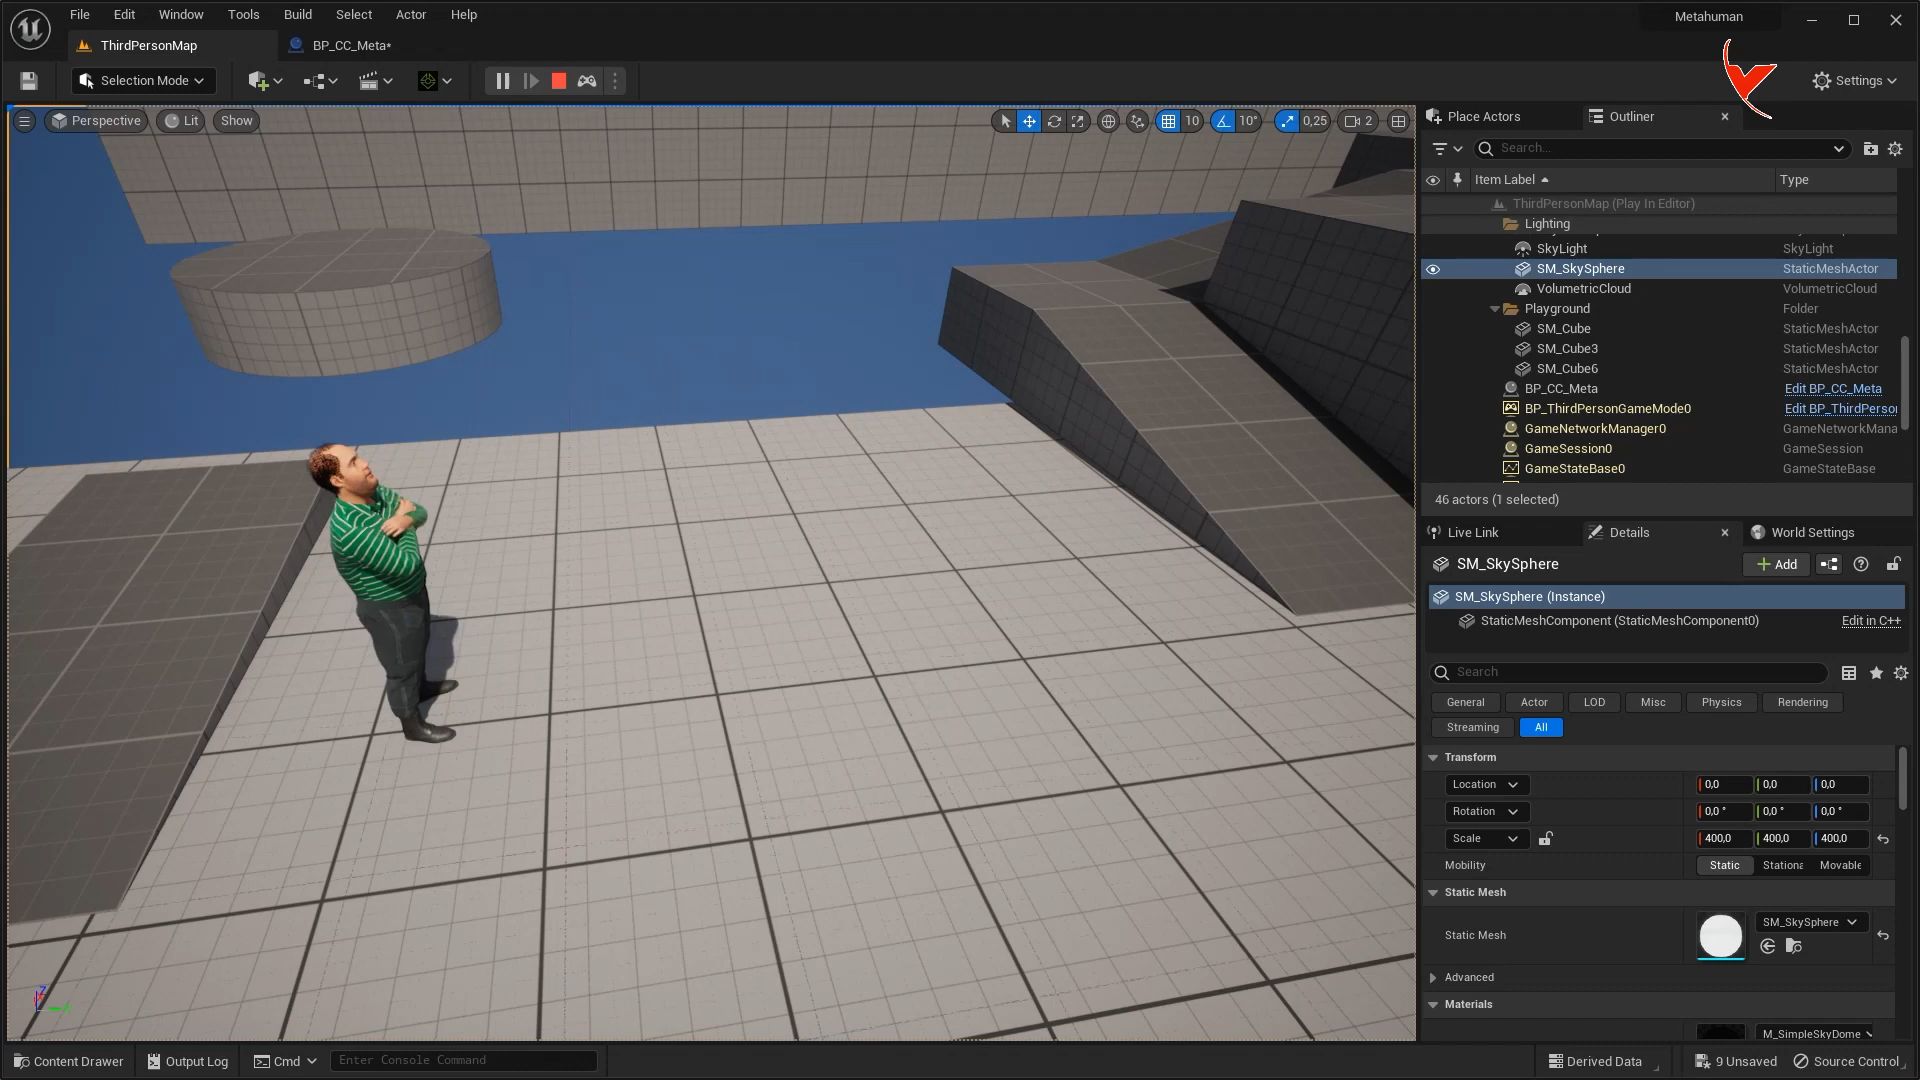 File Edit Window Tools Build Select Actor Help
Metahuman
ThirdPersonMap
BP_CC_Meta*
Selection Mode
Settings
Perspective Lit Show
10 10° 0,25 2
Place Actors Outliner
Search...
Item Label Type
ThirdPersonMap (Play In Editor)
Lighting
SkyLight SkyLight
SM_SkySphere StaticMeshActor
VolumetricCloud VolumetricCloud
Playground Folder
SM_Cube StaticMeshActor
SM_Cube3 StaticMeshActor
SM_Cube6 StaticMeshActor
BP_CC_Meta Edit BP_CC_Meta
BP_ThirdPersonGameMode0 Edit BP_ThirdPerso
GameNetworkManager0 GameNetworkMana
GameSession0 GameSession
GameStateBase0 GameStateBase
46 actors (1 selected)
Live Link Details World Settings
SM_SkySphere
Add
SM_SkySphere (Instance)
StaticMeshComponent (StaticMeshComponent0) Edit in C++
Search
General Actor LOD Misc Physics Rendering
Streaming All
Transform
Location 0,0 0,0 0,0
Rotation 0,0 ° 0,0 ° 0,0 °
Scale 400,0 400,0 400,0
Mobility Static Stationa Movable
Static Mesh
Static Mesh SM_SkySphere
Advanced
Materials
M_SimpleSkyDome
Z
Content Drawer Output Log Cmd Enter Console Command
Derived Data 9 Unsaved Source Control